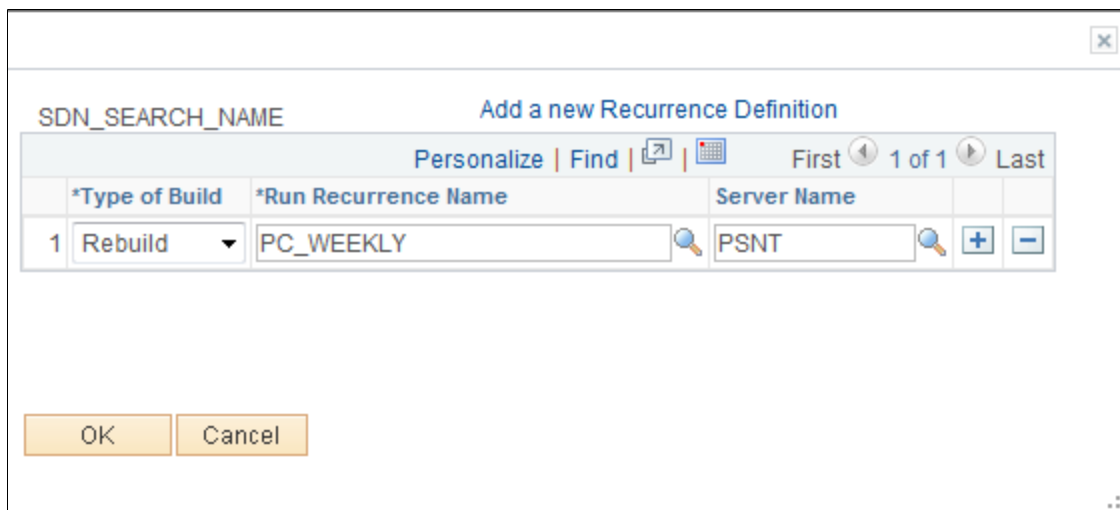 SDN_SEARCH_NAME Add a new Recurrence Definition
Personalize | Find | | First 1 of 1 Last
*Type of Build *Run Recurrence Name Server Name
1 Rebuild PC_WEEKLY PSNT
OK Cancel